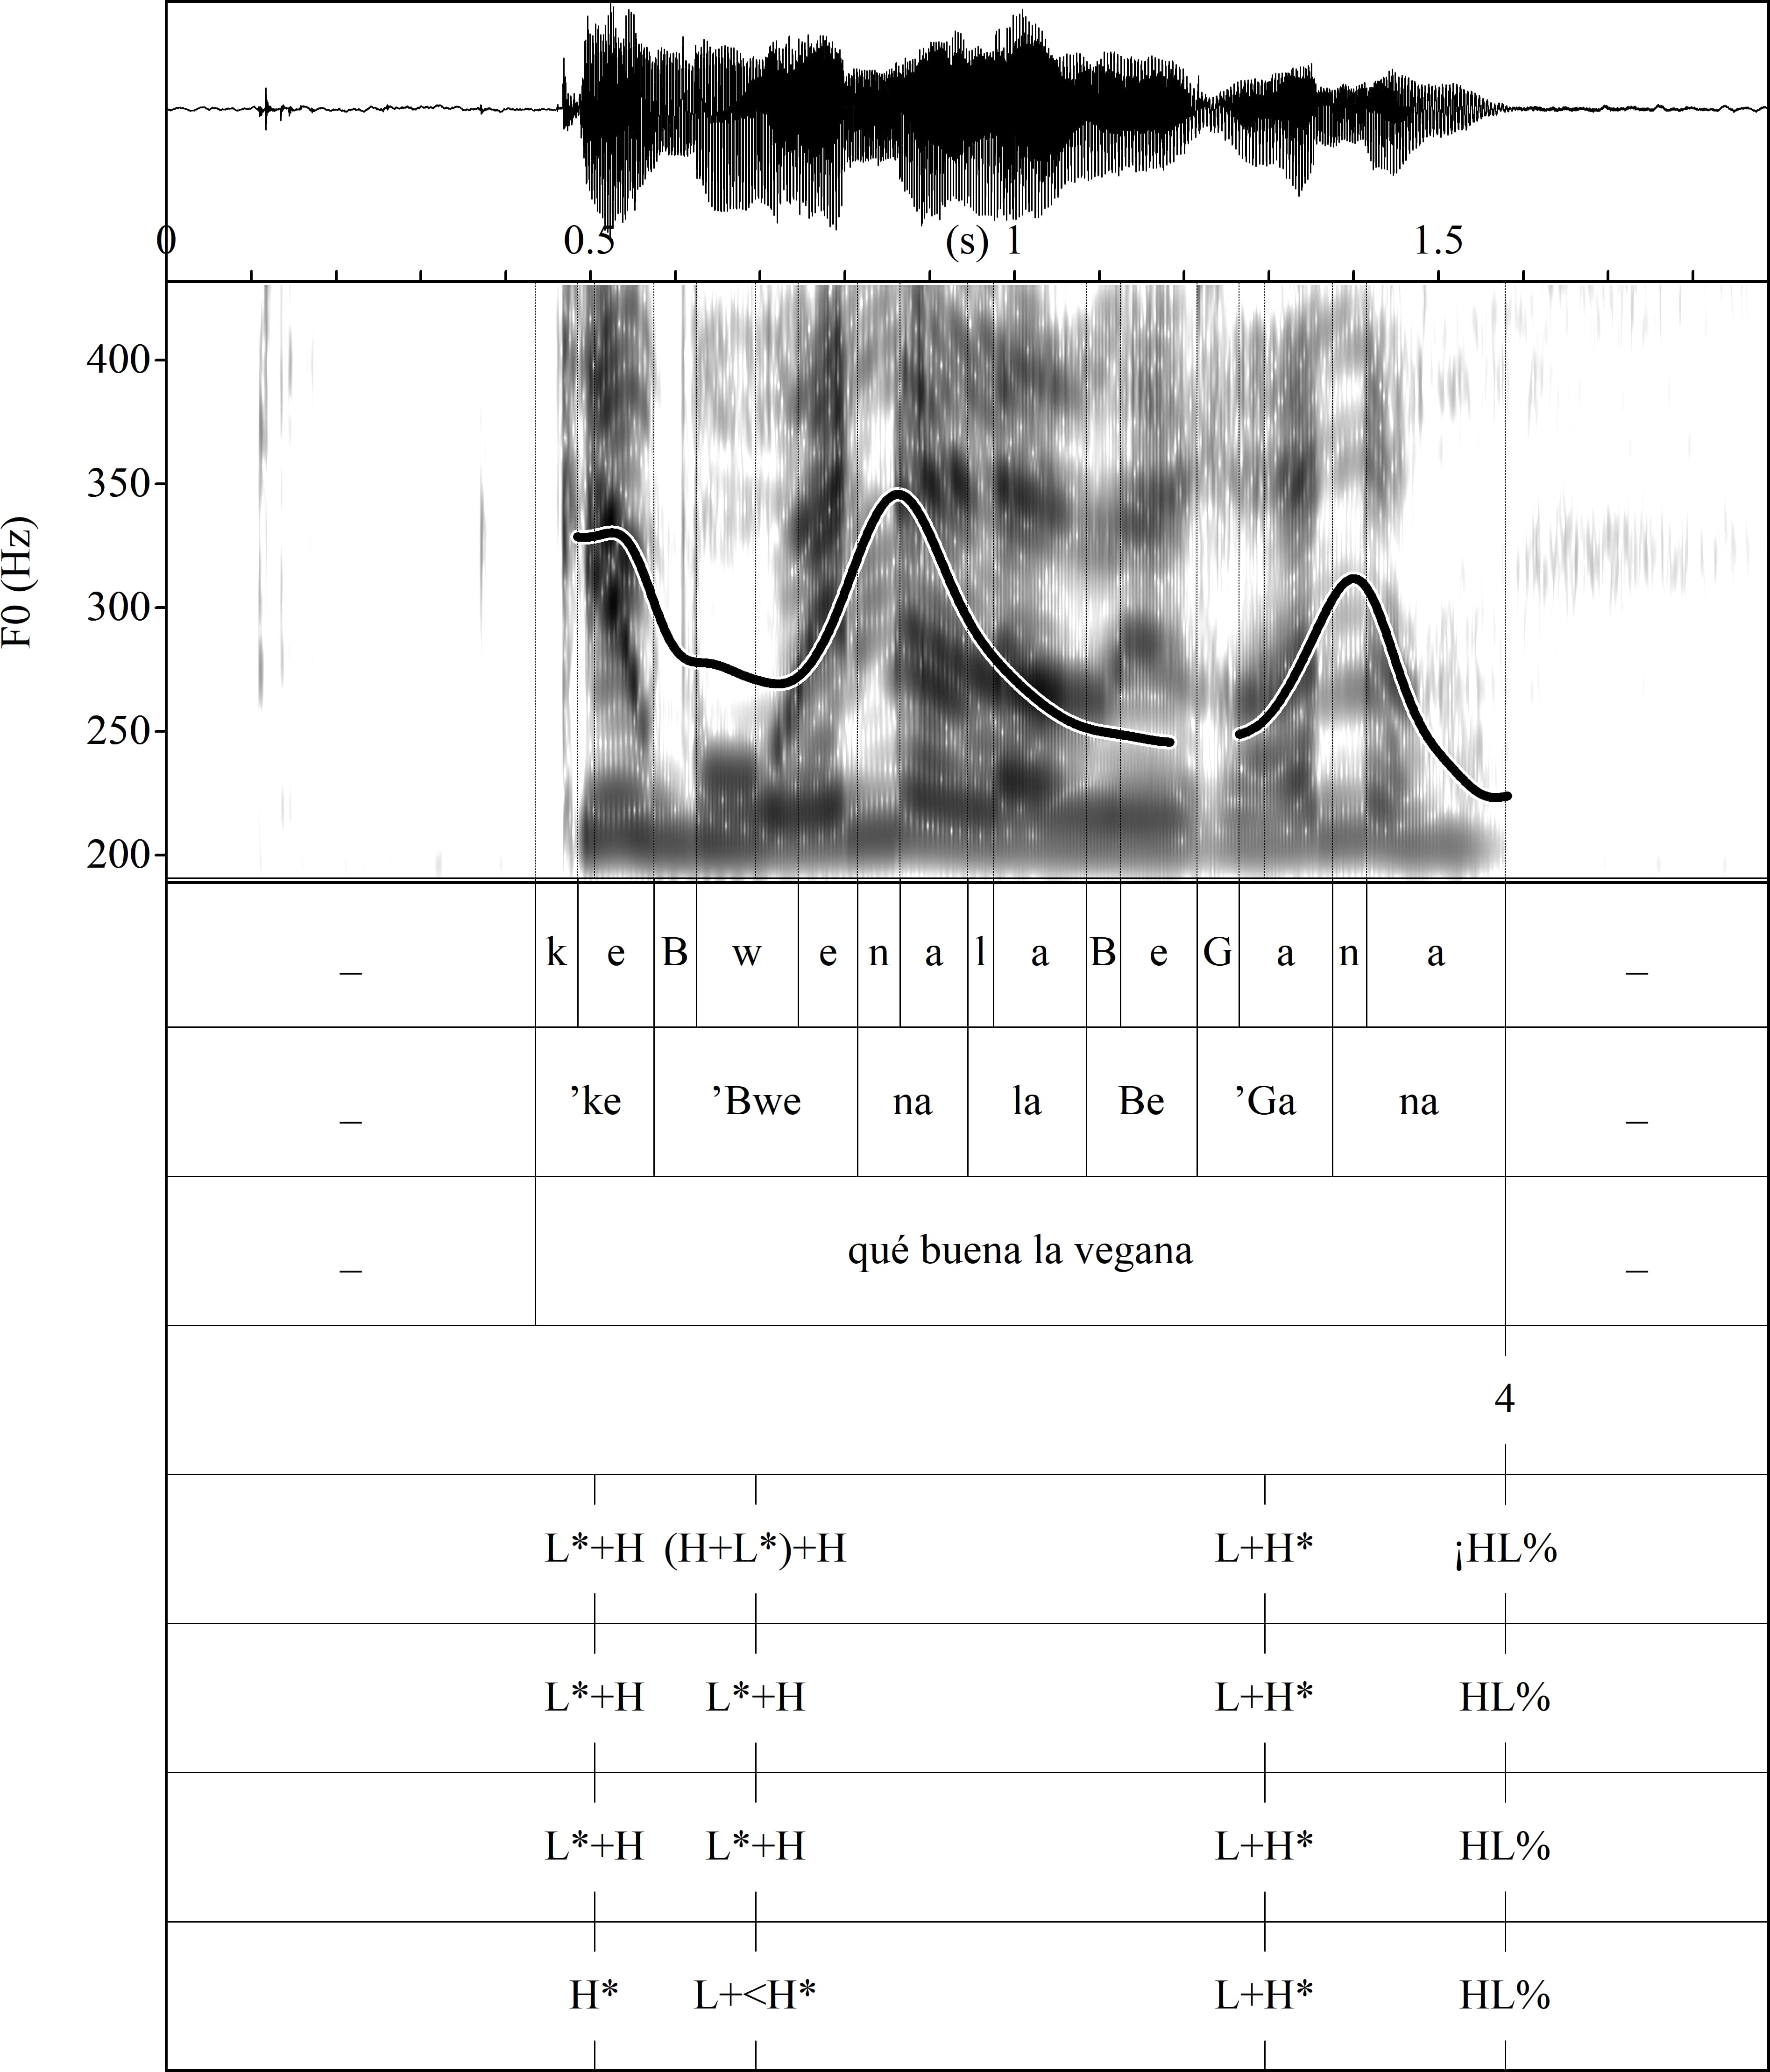 0 0.5 (s) 1 1.5
F0 (Hz)
400
350
300
250
200
_ k e B w e n a l a B e G a n a _
_ ’ke ’Bwe na la Be ’Ga na _
_ qué buena la vegana _
4
L*+H (H+L*)+H L+H* ¡HL%
L*+H L*+H L+H* HL%
L*+H L*+H L+H* HL%
H* L+<H* L+H* HL%